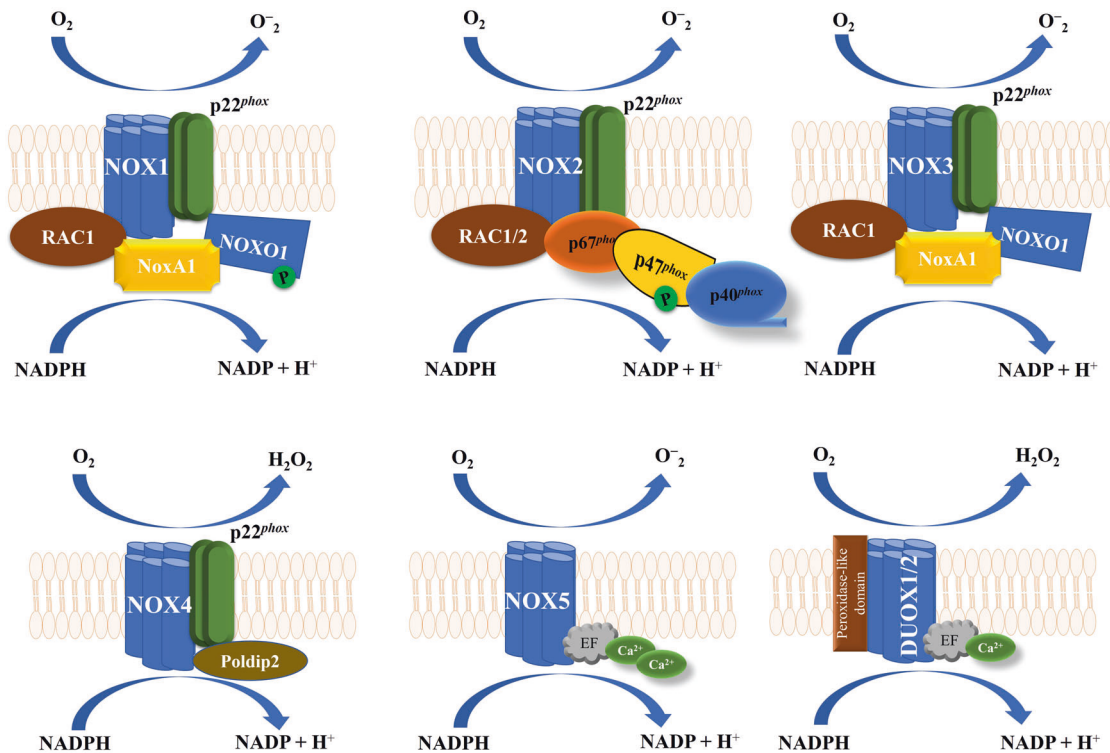 O₂
O⁻₂
p22phox
NOX1
RAC1
NoxA1
NOXO1
P
NADPH
NADP + H⁺
O₂
O⁻₂
p22phox
NOX2
RAC1/2
p67phox
p47phox
P
p40phox
NADPH
NADP + H⁺
O₂
O⁻₂
p22phox
NOX3
RAC1
NoxA1
NOXO1
NADPH
NADP + H⁺
O₂
H₂O₂
p22phox
NOX4
Poldip2
NADPH
NADP + H⁺
O₂
O⁻₂
NOX5
EF
Ca²⁺
Ca²⁺
NADPH
NADP + H⁺
O₂
H₂O₂
Peroxidase-like
domain
DUOX1/2
EF
Ca²⁺
NADPH
NADP + H⁺